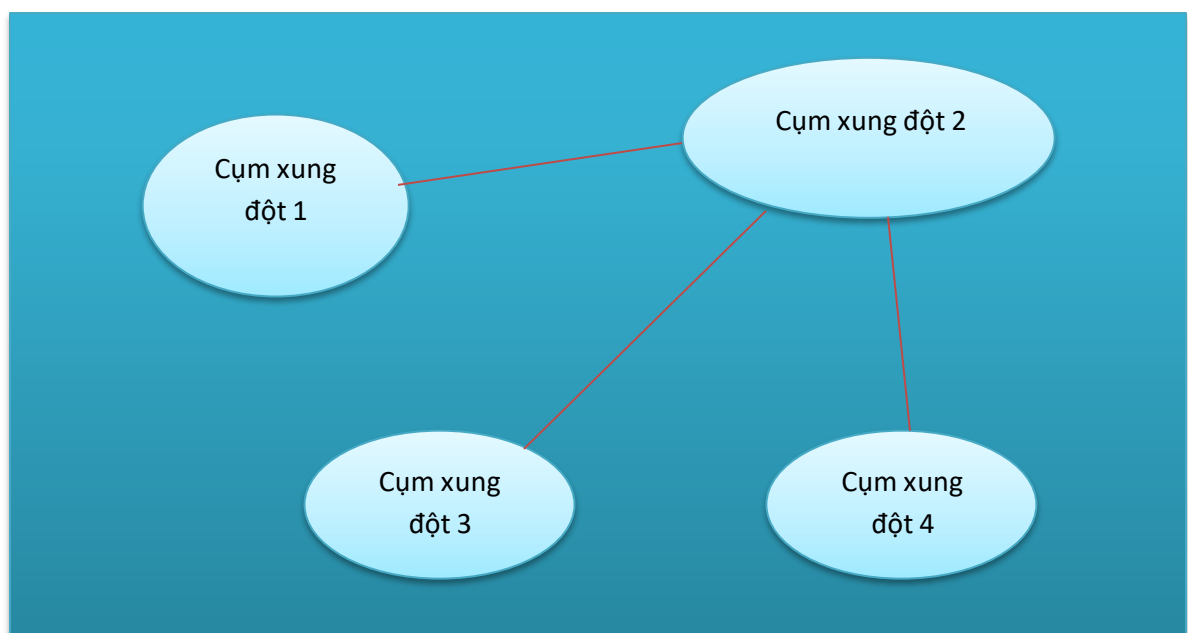 Cụm xung đột 2
Cụm xung
đột 1
Cụm xung
đột 3
Cụm xung
đột 4